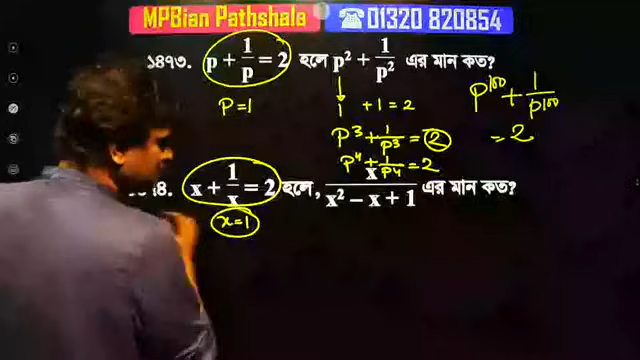 MPBian Pathshala ☎01320 820854
১৪৭৩. p + 1/p = 2 হলে p² + 1/p² এর মান কত?
P = 1
1 + 1 = 2
P³ + 1/P³ = 2
P⁴ + 1/P⁴ = 2
P¹⁰⁰ + 1/P¹⁰⁰
= 2
x + 1/x = 2 হলে, x/(x² − x + 1) এর মান কত?
x = 1